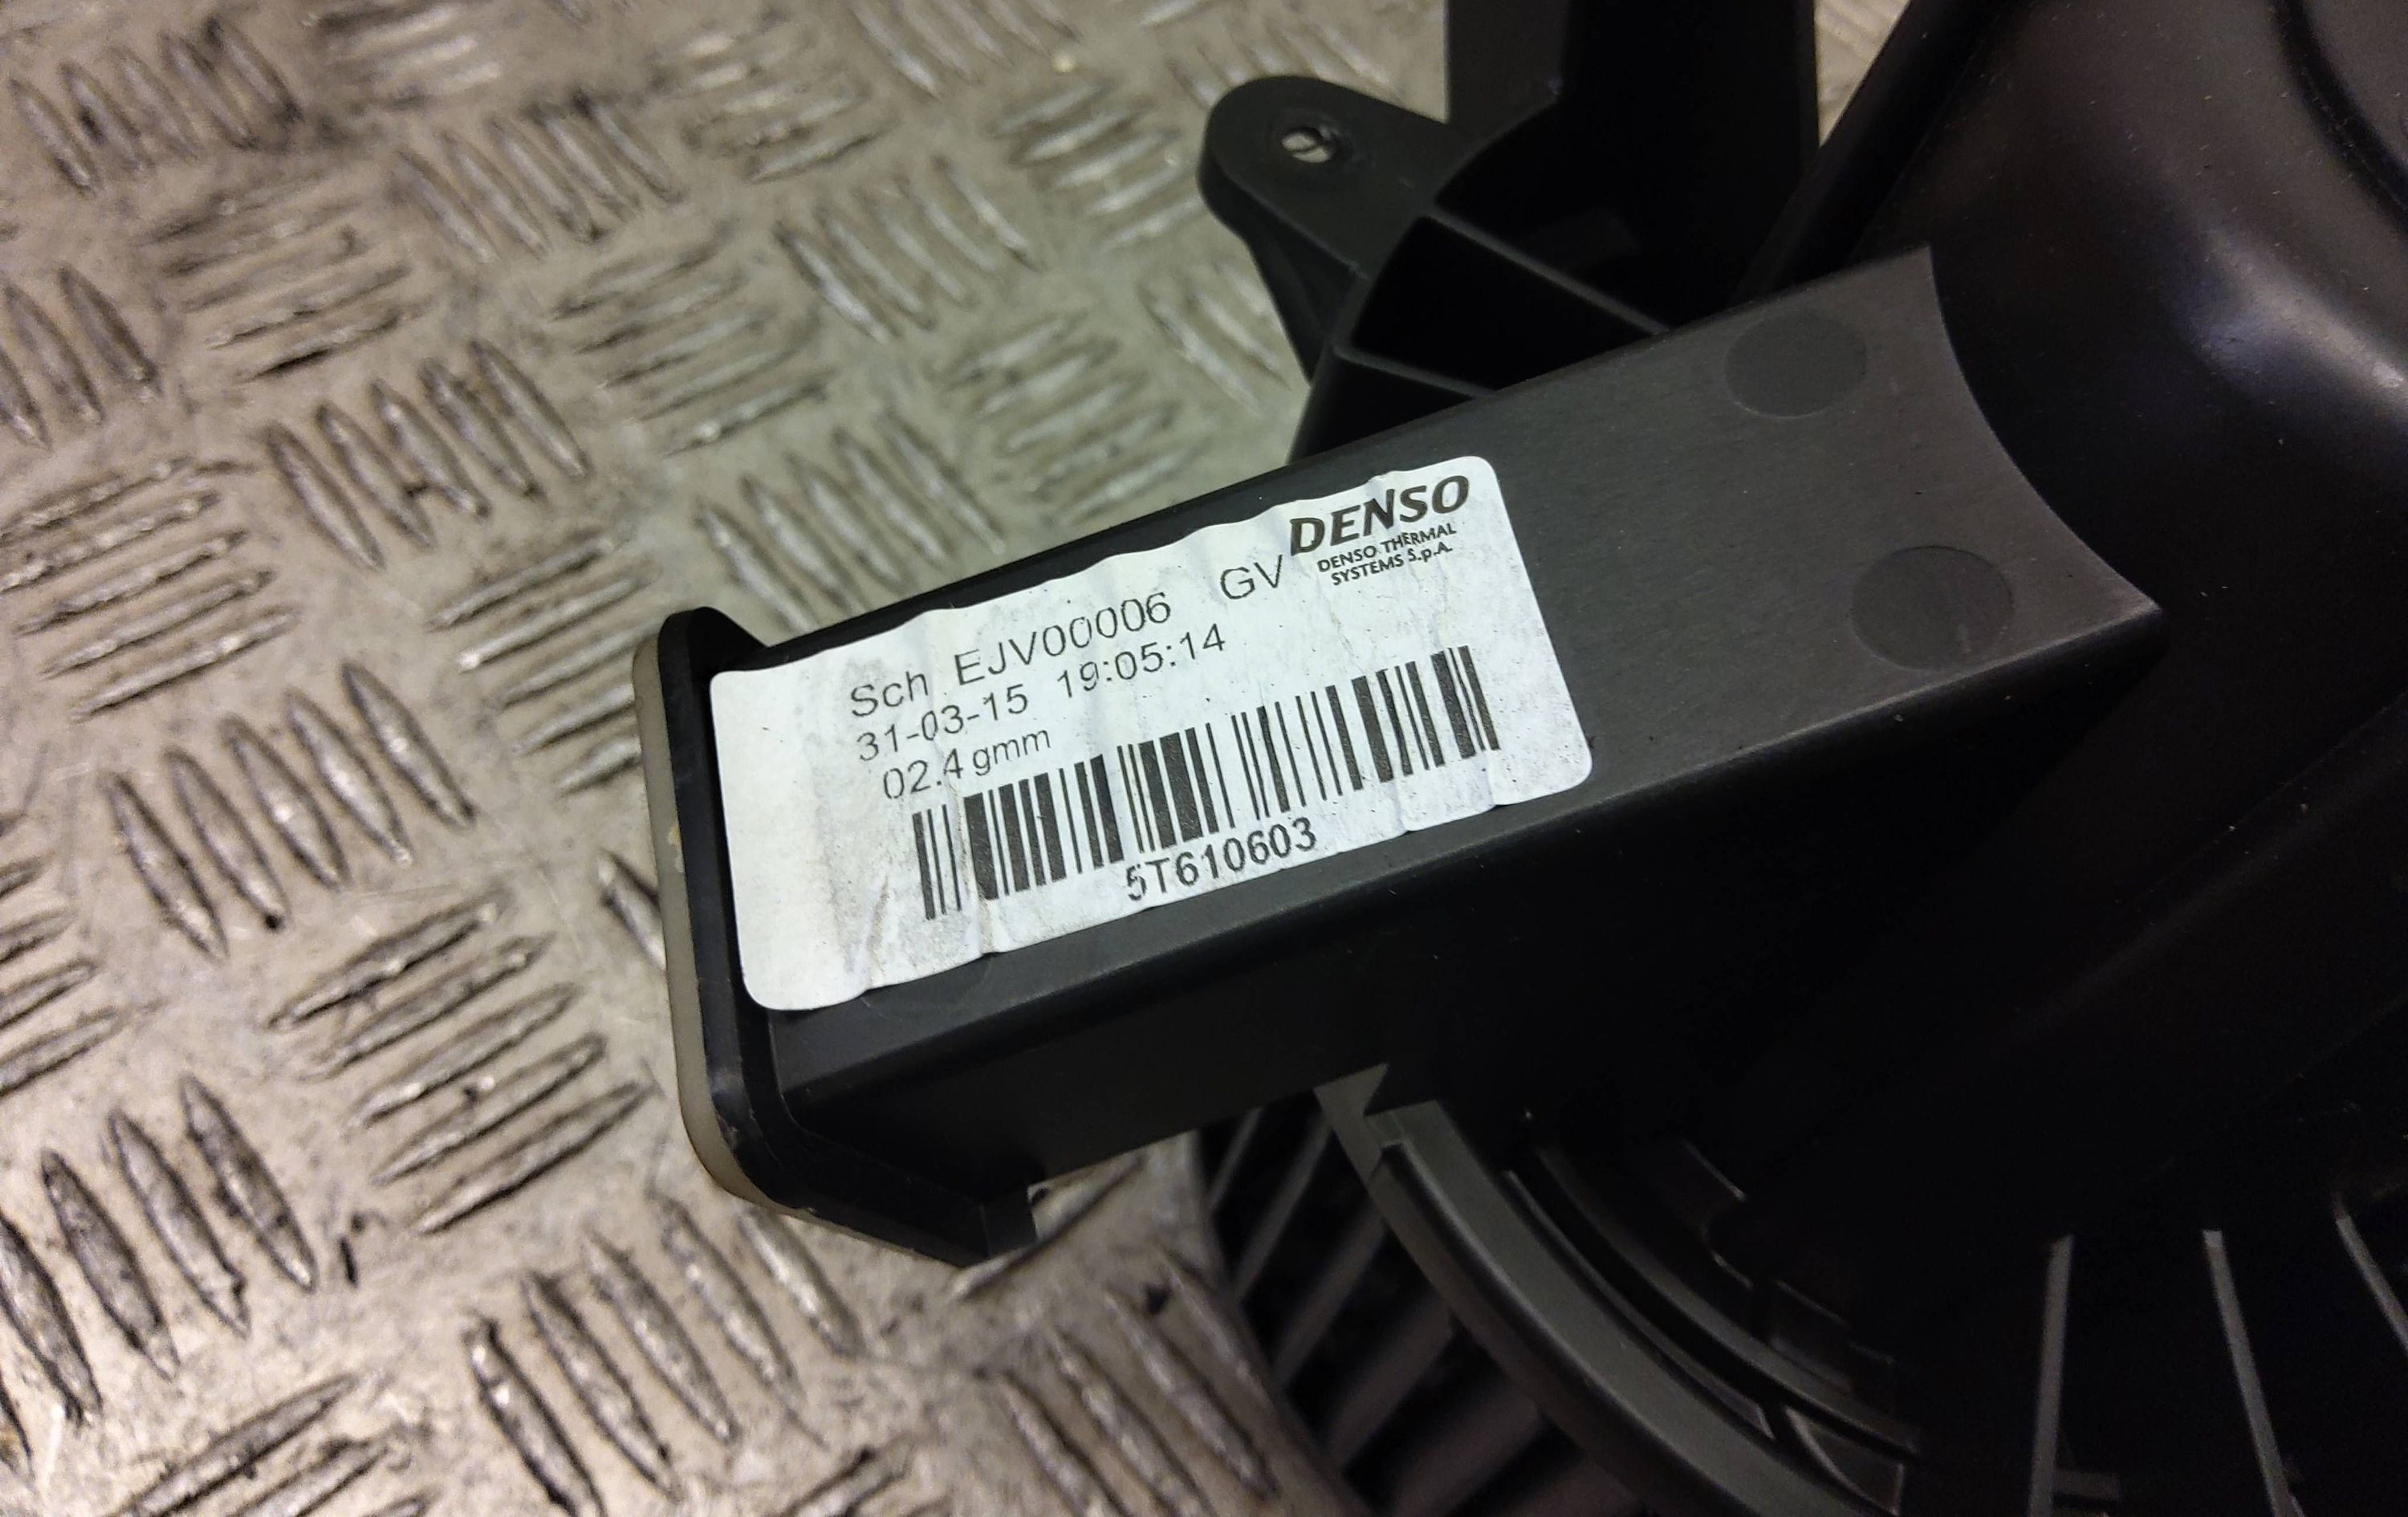 DENSO
DENSO THERMAL
SYSTEMS S.p.A.
Sch EJV00006 GV
31-03-15 19:05:14
02.4 gmm
5T610603